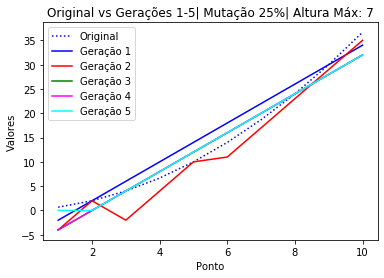 Original vs Gerações 1-5| Mutação 25%| Altura Máx: 7
Original
Geração 1
Geração 2
Geração 3
Geração 4
Geração 5
Valores
35
30
25
20
15
10
5
0
−5
2
4
6
8
10
Ponto